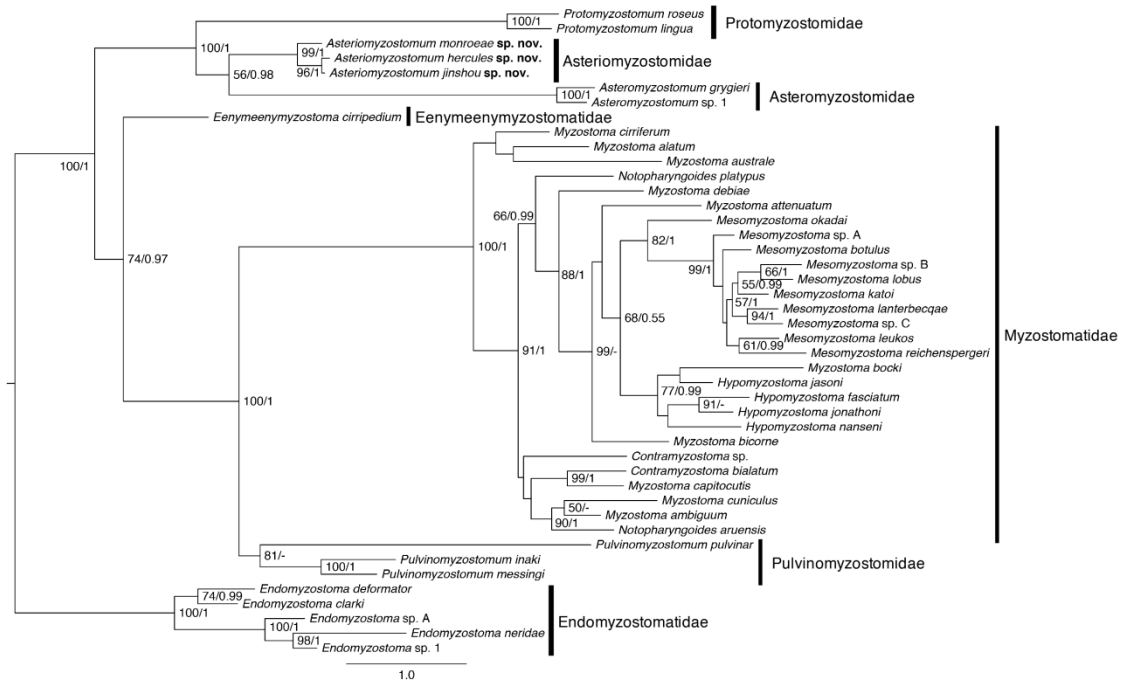 Protomyzostomum roseus
100/1
Protomyzostomum lingua
Protomyzostomidae
100/1
Asteriomyzostomum monroeae sp. nov.
99/1
Asteriomyzostomum hercules sp. nov.
96/1
Asteriomyzostomum jinshou sp. nov.
Asteriomyzostomidae
56/0.98
Asteromyzostomum grygieri
100/1
Asteromyzostomum sp. 1
Asteromyzostomidae
Eenymeenymyzostoma cirripedium
Eenymeenymyzostomatidae
100/1
Myzostoma cirriferum
Myzostoma alatum
Myzostoma australe
Notopharyngoides platypus
Myzostoma debiae
66/0.99
Myzostoma attenuatum
Mesomyzostoma okadai
100/1
82/1
Mesomyzostoma sp. A
Mesomyzostoma botulus
74/0.97
99/1
Mesomyzostoma sp. B
66/1
88/1
Mesomyzostoma lobus
55/0.99
Mesomyzostoma katoi
57/1
Mesomyzostoma lanterbecqae
94/1
68/0.55
Mesomyzostoma sp. C
Mesomyzostoma leukos
61/0.99
Mesomyzostoma reichenspergeri
Myzostomatidae
91/1
99/-
Myzostoma bocki
Hypomyzostoma jasoni
77/0.99
Hypomyzostoma fasciatum
91/-
Hypomyzostoma jonathoni
Hypomyzostoma nanseni
100/1
Myzostoma bicorne
Contramyzostoma sp.
Contramyzostoma bialatum
99/1
Myzostoma capitocutis
Myzostoma cuniculus
50/-
Myzostoma ambiguum
90/1
Notopharyngoides aruensis
Pulvinomyzostomum pulvinar
81/-
Pulvinomyzostomum inaki
100/1
Pulvinomyzostomum messingi
Pulvinomyzostomidae
Endomyzostoma deformator
74/0.99
Endomyzostoma clarki
100/1
Endomyzostoma sp. A
100/1
Endomyzostoma neridae
98/1
Endomyzostoma sp. 1
Endomyzostomatidae
1.0